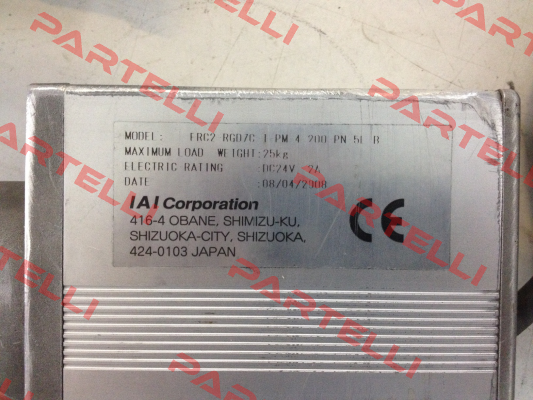 PARTELLI
PARTELLI
PARTELLI
MODEL: ERC2-RGD7C-I-PM-4-200-PN-5L-B
MAXIMUM LOAD WEIGHT:25kg
ELECTRIC RATING :DC24V 2A
DATE :08/04/2008
IAI Corporation
416-4 OBANE, SHIMIZU-KU,
SHIZUOKA-CITY, SHIZUOKA,
424-0103 JAPAN
CE
PARTELLI
PARTELLI
PARTELLI